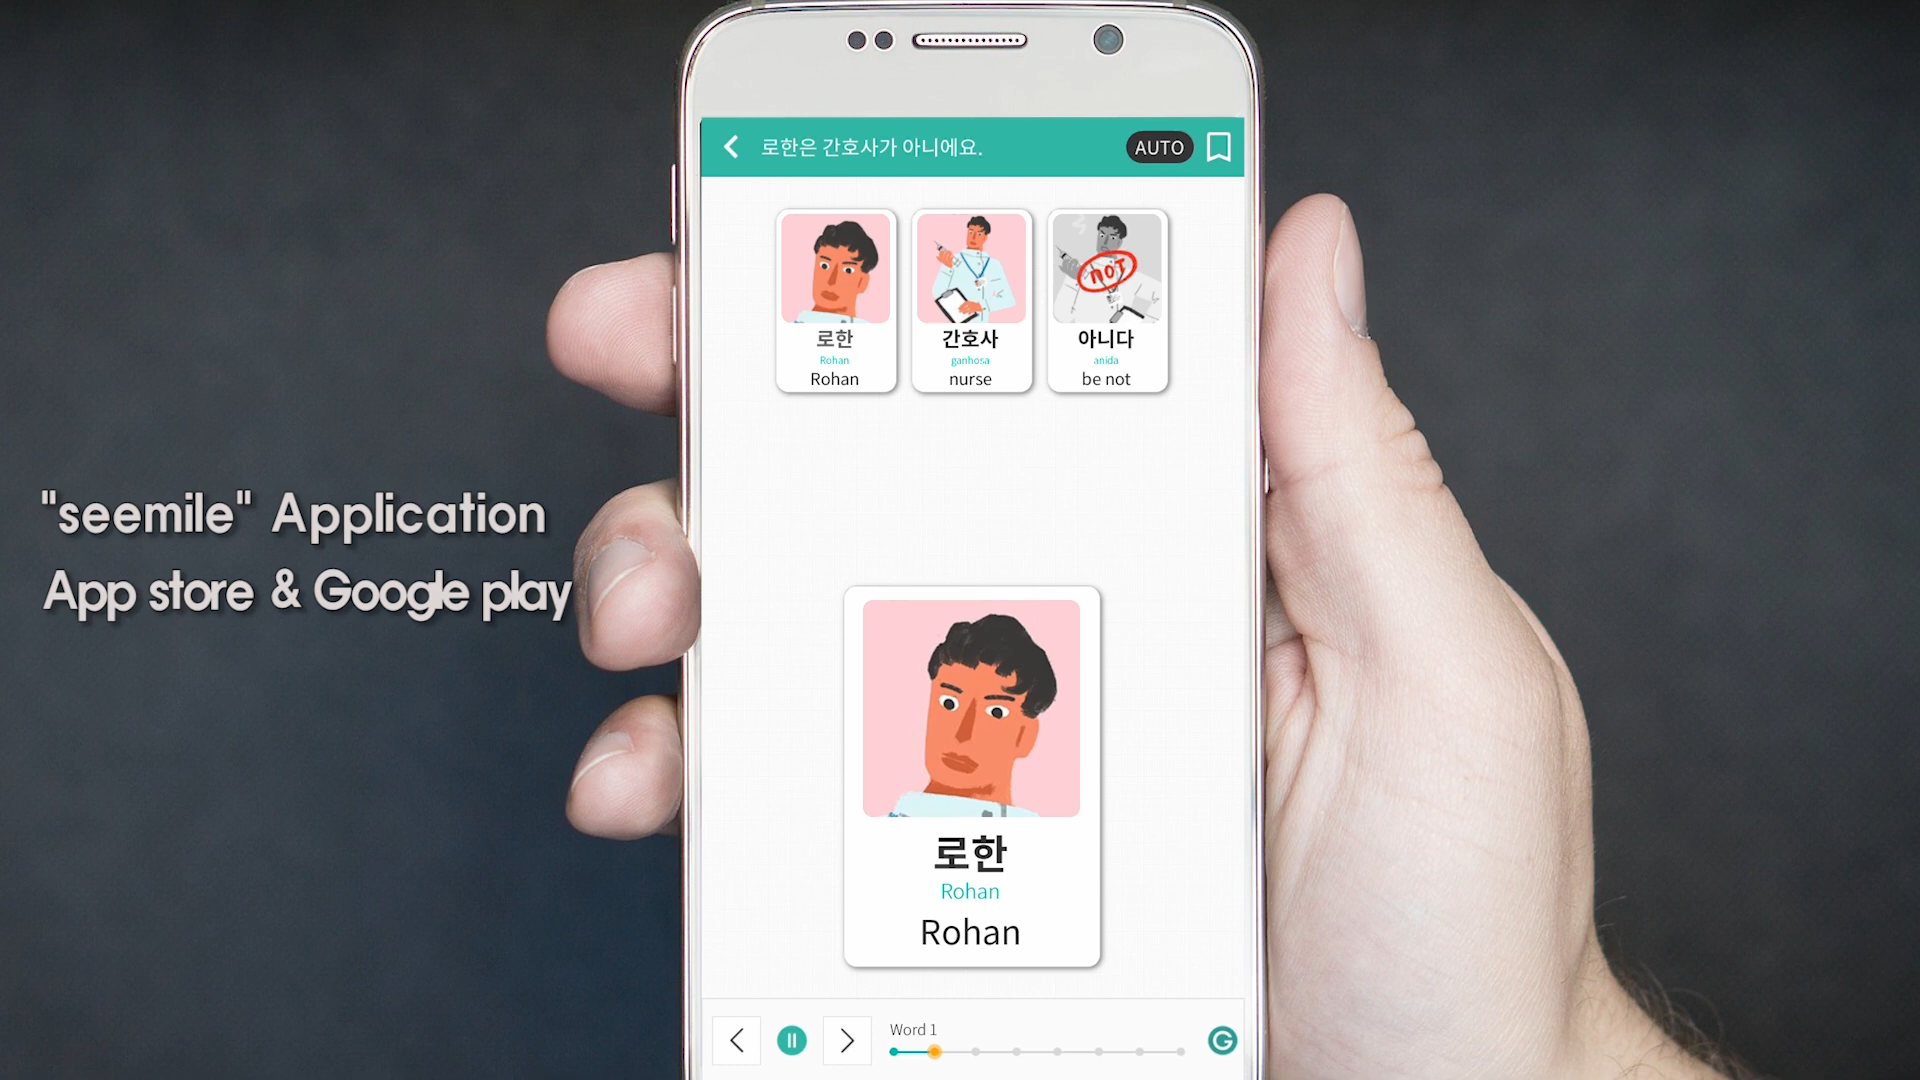 로한은 간호사가 아니에요.
AUTO
로한
Rohan
Rohan
간호사
ganhosa
nurse
not
아니다
anida
be not
"seemile" Application
App store & Google play
로한
Rohan
Rohan
Word 1
G